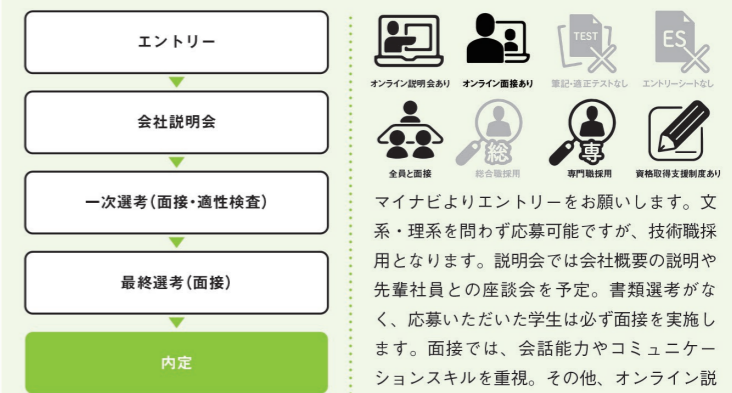 エントリー
会社説明会
一次選考(面接・適性検査)
最終選考(面接)
内定
TEST
ES
オンライン説明会あり
オンライン面接あり
筆記・適正テストなし
エントリーシートなし
総
専
全員と面接
総合職採用
専門職採用
資格取得支援制度あり
マイナビよりエントリーをお願いします。文
系・理系を問わず応募可能ですが、技術職採
用となります。説明会では会社概要の説明や
先輩社員との座談会を予定。書類選考がな
く、応募いただいた学生は必ず面接を実施し
ます。面接では、会話能力やコミュニケー
ションスキルを重視。その他、オンライン説